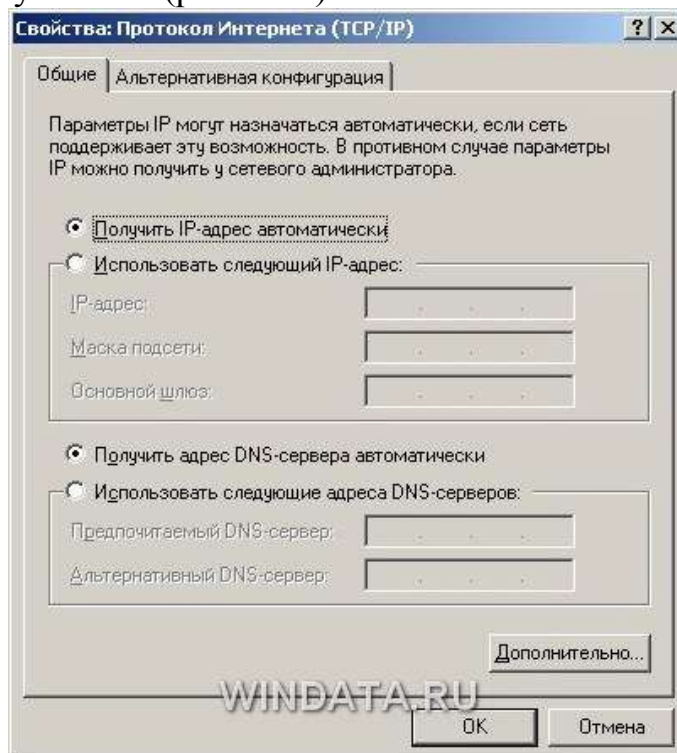 Свойства: Протокол Интернета (TCP/IP)
Общие
Альтернативная конфигурация
Параметры IP могут назначаться автоматически, если сеть
поддерживает эту возможность. В противном случае параметры
IP можно получить у сетевого администратора.
Получить IP-адрес автоматически
Использовать следующий IP-адрес:
IP-адрес:
Маска подсети:
Основной шлюз:
Получить адрес DNS-сервера автоматически
Использовать следующие адреса DNS-серверов:
Предпочитаемый DNS-сервер:
Альтернативный DNS-сервер:
Дополнительно...
WINDATA.RU
OK
Отмена